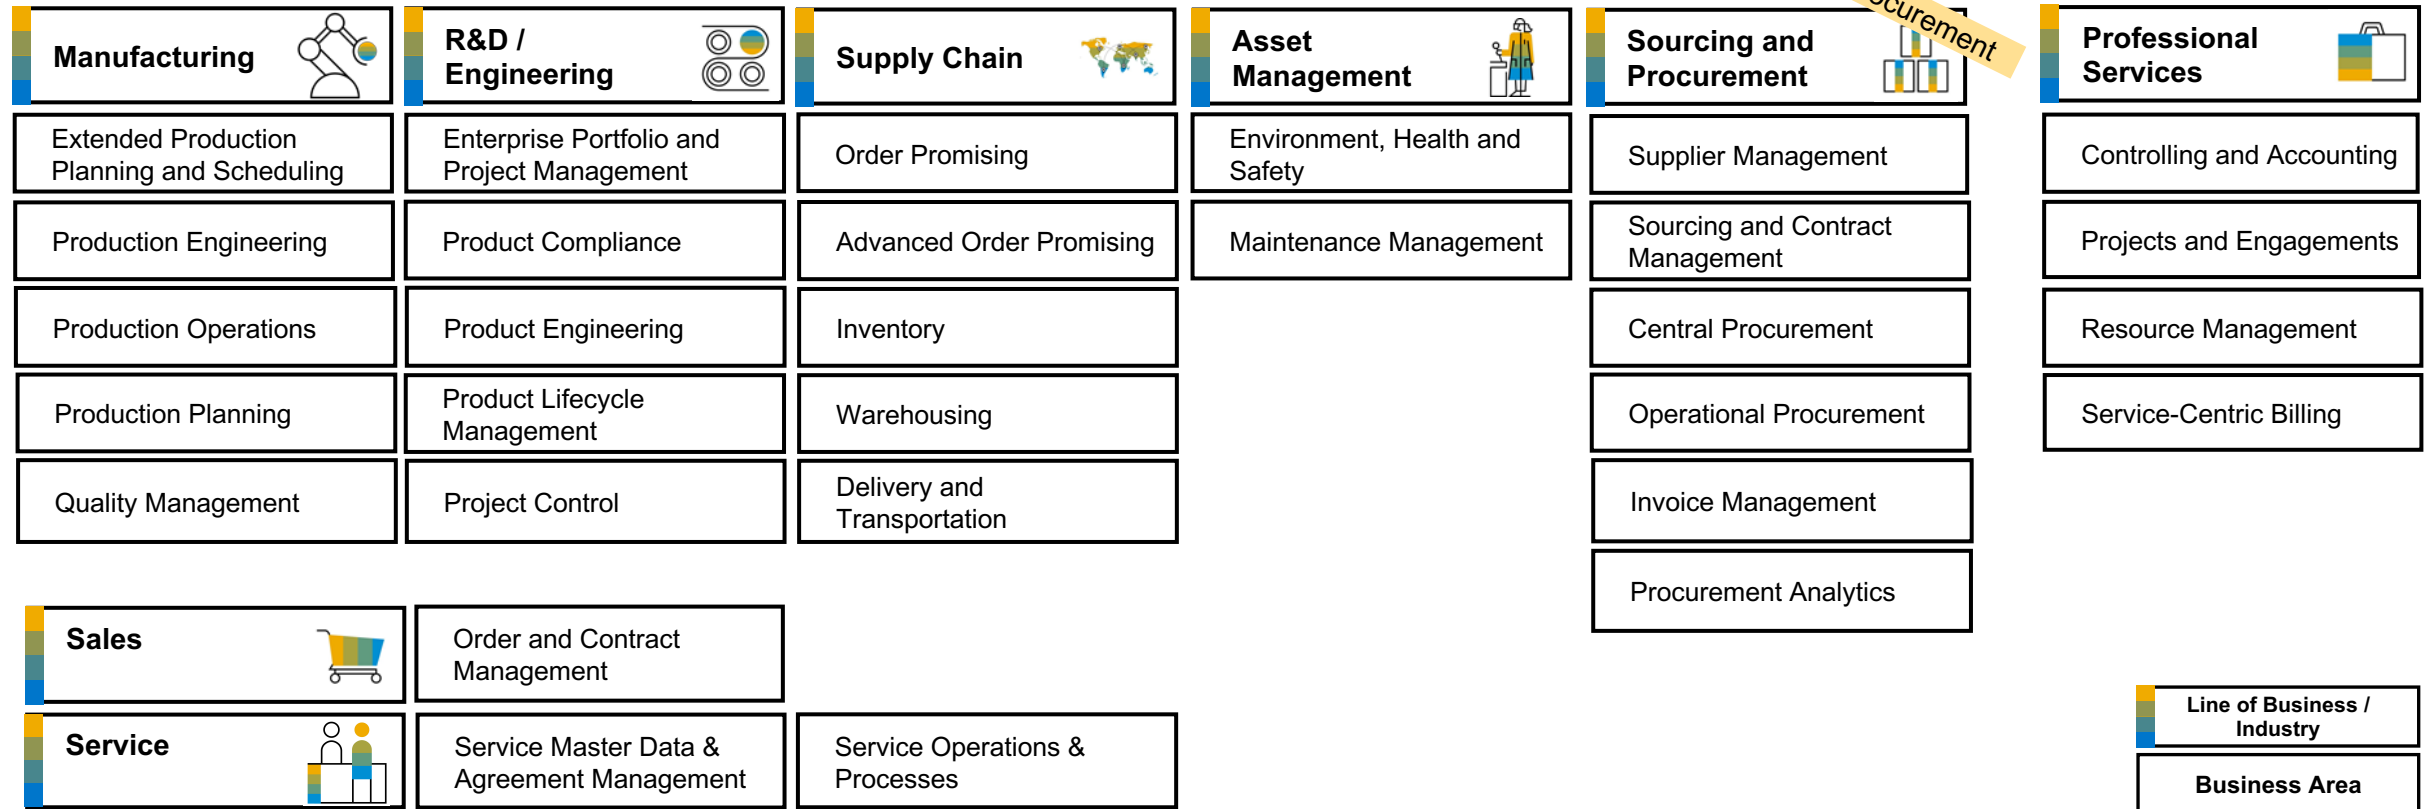 Manufacturing
Extended Production
Planning and Scheduling
Production Engineering
Production Operations
Production Planning
Quality Management
R&D /
Engineering
Enterprise Portfolio and
Project Management
Product Compliance
Product Engineering
Product Lifecycle
Management
Project Control
Supply Chain
Order Promising
Advanced Order Promising
Inventory
Warehousing
Delivery and
Transportation
Asset
Management
Environment, Health and
Safety
Maintenance Management
Sourcing and
Procurement
Supplier Management
Sourcing and Contract
Management
Central Procurement
Operational Procurement
Invoice Management
Procurement Analytics
Professional
Services
Controlling and Accounting
Projects and Engagements
Resource Management
Service-Centric Billing
Sales
Order and Contract
Management
Service
Service Master Data &
Agreement Management
Service Operations &
Processes
Line of Business /
Industry
Business Area